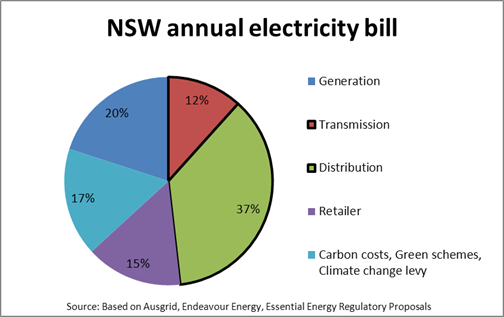 NSW annual electricity bill
20%
12%
17%
37%
15%
Generation
Transmission
Distribution
Retailer
Carbon costs, Green schemes,
Climate change levy
Source: Based on Ausgrid, Endeavour Energy, Essential Energy Regulatory Proposals